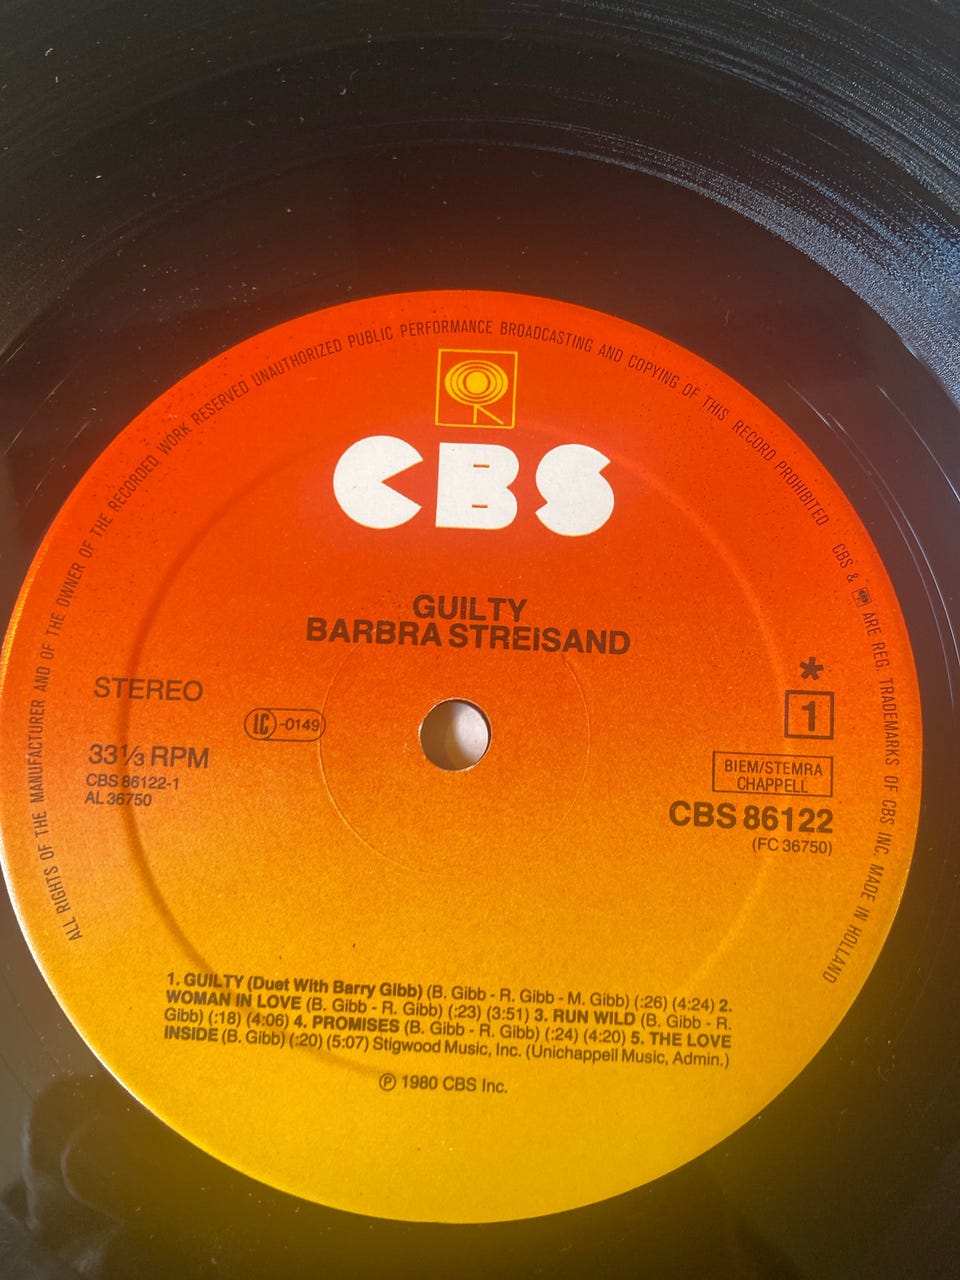 ALL RIGHTS OF THE MANUFACTURER AND OF THE OWNER OF THE RECORDED WORK RESERVED UNAUTHORIZED PUBLIC PERFORMANCE BROADCASTING AND COPYING OF THIS RECORD PROHIBITED CBS & ARE REG. TRADEMARKS OF CBS INC. MADE IN HOLLAND
CBS
GUILTY
BARBRA STREISAND
STEREO
LC-0149
33⅓ RPM
CBS 86122-1
AL 36750
*
1
BIEM/STEMRA
CHAPPELL
CBS 86122
(FC 36750)
1. GUILTY (Duet With Barry Gibb) (B. Gibb - R. Gibb - M. Gibb) (:26) (4:24) 2.
WOMAN IN LOVE (B. Gibb - R. Gibb) (:23) (3:51) 3. RUN WILD (B. Gibb - R.
Gibb) (:18) (4:06) 4. PROMISES (B. Gibb - R. Gibb) (:24) (4:20) 5. THE LOVE
INSIDE (B. Gibb) (:20) (5:07) Stigwood Music, Inc. (Unichappell Music, Admin.)
℗ 1980 CBS Inc.